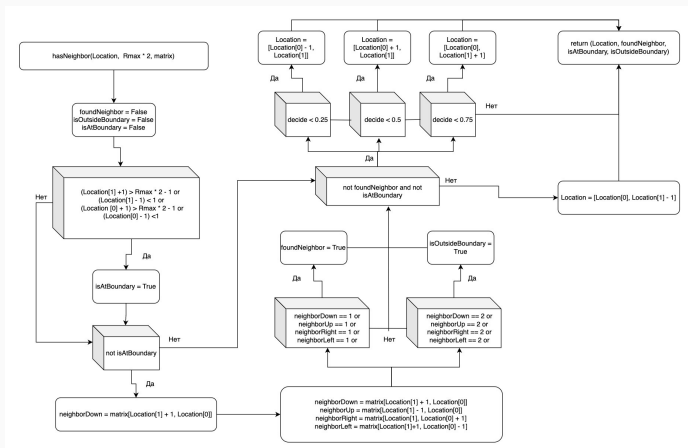 hasNeighbor(Location, Rmax * 2, matrix)
foundNeighbor = False
isOutsideBoundary = False
isAtBoundary = False
(Location[1] +1) > Rmax * 2 - 1 or
(Location[1] - 1) < 1 or
(Location [0] + 1) > Rmax * 2 - 1 or
(Location[0] - 1) <1
Нет
Да
isAtBoundary = True
not isAtBoundary
Нет
Да
neighborDown = matrix[Location[1] + 1, Location[0]]
neighborDown = matrix[Location[1] + 1, Location[0]]
neighborUp = matrix[Location[1] - 1, Location[0]]
neighborRight = matrix[Location[1], Location[0] + 1]
neighborLeft = matrix[Location[1]+1, Location[0] - 1]
neighborDown == 1 or
neighborUp == 1 or
neighborRight == 1 or
neighborLeft == 1 or
Нет
neighborDown == 2 or
neighborUp == 2 or
neighborRight == 2 or
neighborLeft == 2 or
Да
Да
foundNeighbor = True
isOutsideBoundary =
True
not foundNeighbor and not
isAtBoundary
Нет
Да
Location = [Location[0], Location[1] - 1]
decide < 0.25
decide < 0.5
decide < 0.75
Нет
Да
Да
Да
Location =
[Location[0] - 1,
Location[1]]
Location =
[Location[0] + 1,
Location[1]]
Location =
[Location[0],
Location[1] + 1]
return (Location, foundNeighbor,
isAtBoundary, isOutsideBoundary)